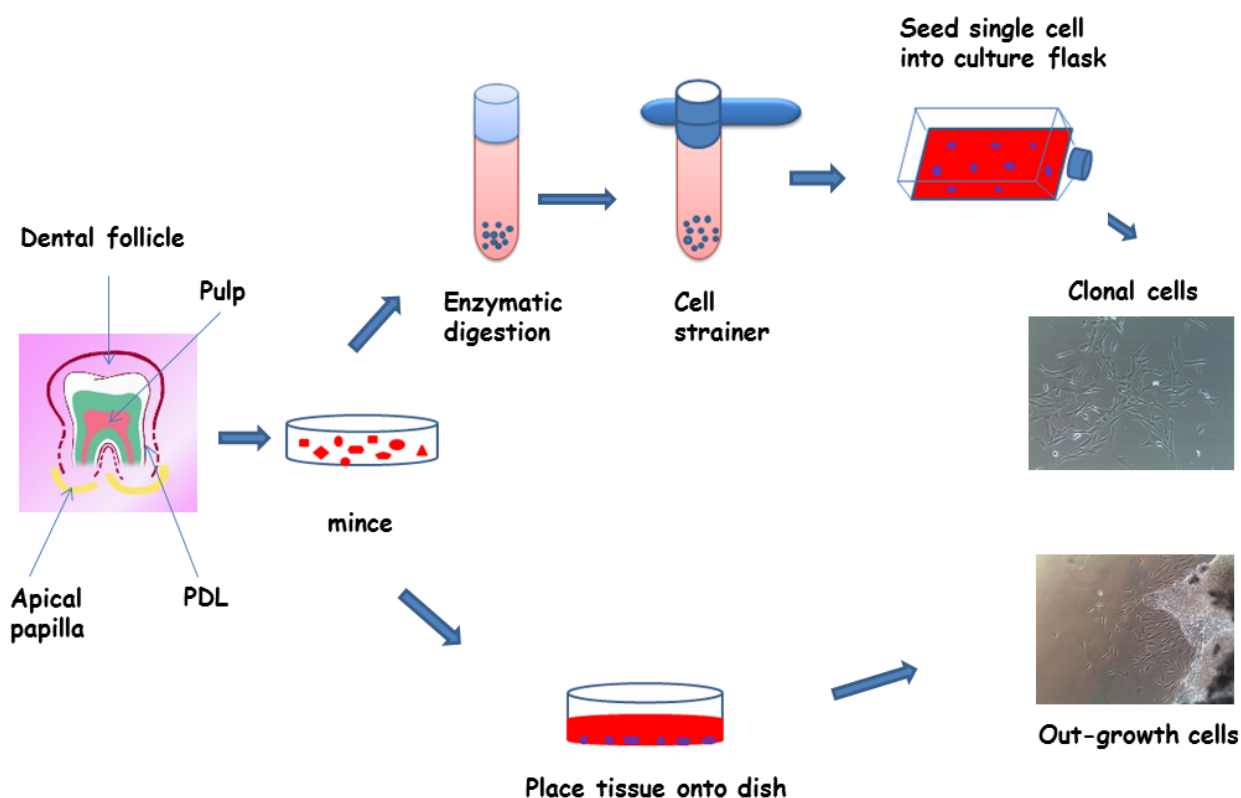 Seed single cell
into culture flask
Dental follicle
Pulp
Enzymatic
digestion
Cell
strainer
Clonal cells
mince
Apical
papilla
PDL
Out-growth cells
Place tissue onto dish